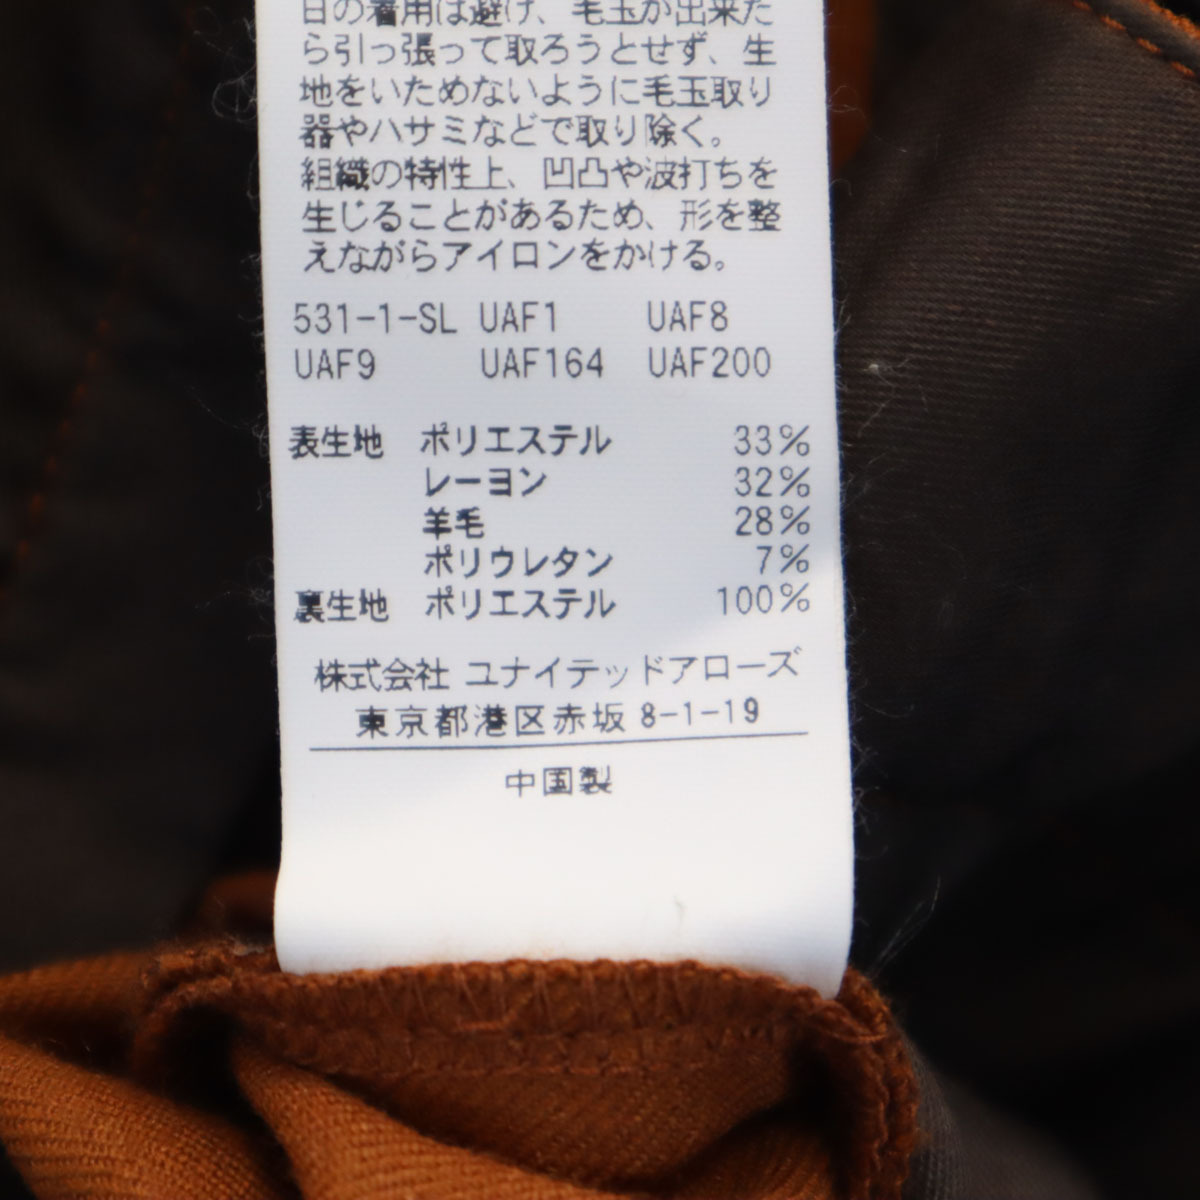 日の着用は避け、毛玉が出来た
ら引っ張って取ろうとせず、生
地をいためないように毛玉取り
器やハサミなどで取り除く。
組織の特性上、凹凸や波打ちを
生じることがあるため、形を整
えながらアイロンをかける。
531-1-SL UAF1 UAF8
UAF9 UAF164 UAF200
表生地 ポリエステル 33%
レーヨン 32%
羊毛 28%
ポリウレタン 7%
裏生地 ポリエステル 100%
株式会社 ユナイテッドアローズ
東京都港区赤坂 8-1-19
中国製